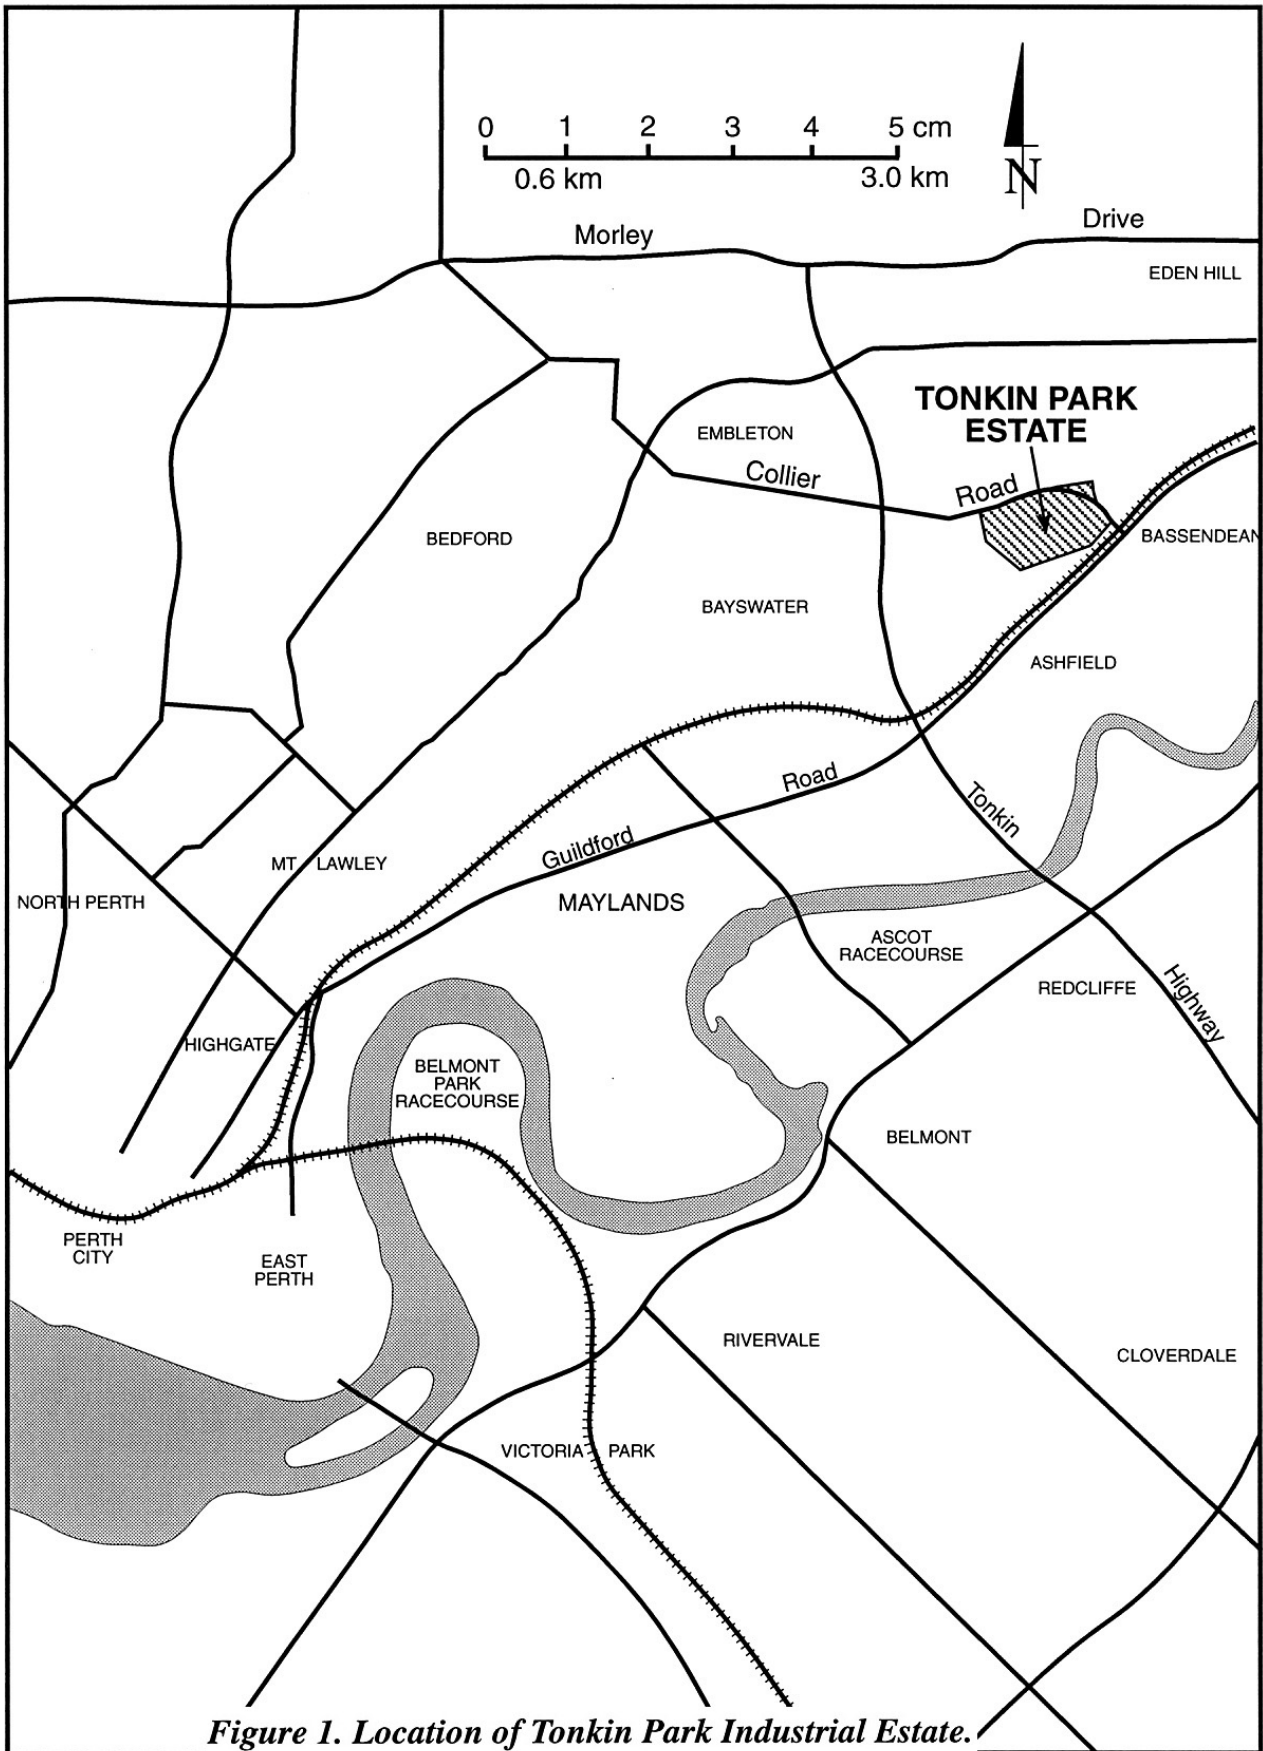 0 1 2 3 4 5 cm
0.6 km 3.0 km
N
Drive
Morley
EDEN HILL
TONKIN PARK
ESTATE
EMBLETON
Collier
Road
BEDFORD
BASSENDEAN
BAYSWATER
ASHFIELD
Road
Tonkin
Guildford
MT LAWLEY
NORTH PERTH
MAYLANDS
ASCOT
RACECOURSE
REDCLIFFE
Highway
HIGHGATE
BELMONT
PARK
RACECOURSE
BELMONT
PERTH
CITY
EAST
PERTH
RIVERVALE
CLOVERDALE
VICTORIA PARK
Figure 1. Location of Tonkin Park Industrial Estate.